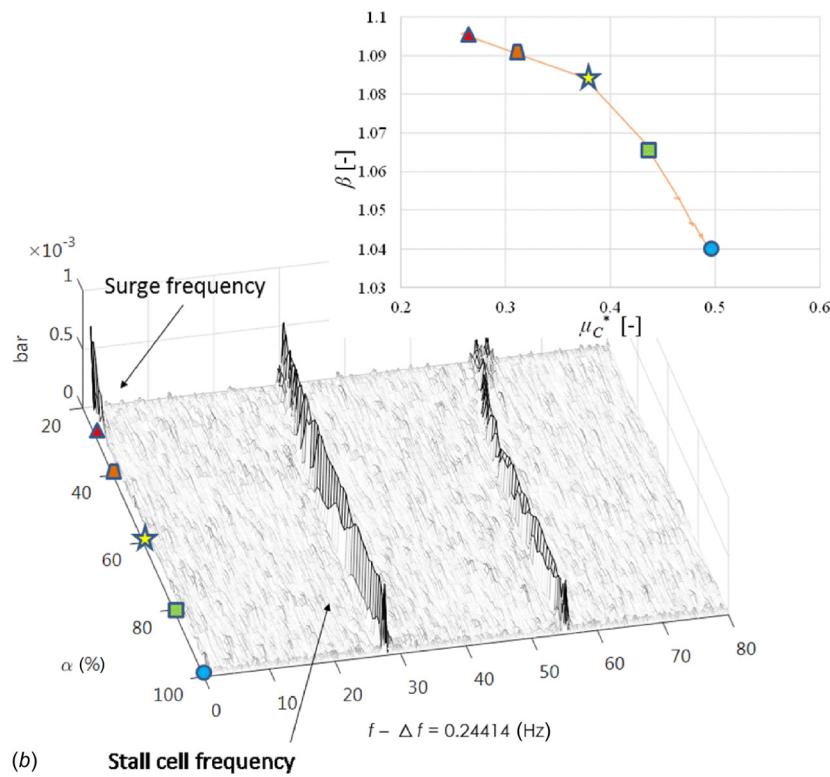 1.1
1.09
1.08
1.07
1.06
1.05
1.04
1.03
β [-]
0.2 0.3 0.4 0.5 0.6
μC* [-]
×10-3
1
0.5
0
bar
Surge frequency
20
40
60
80
100
α (%)
0 10 20 30 40 50 60 70 80
f – Δ f = 0.24414 (Hz)
(b) Stall cell frequency